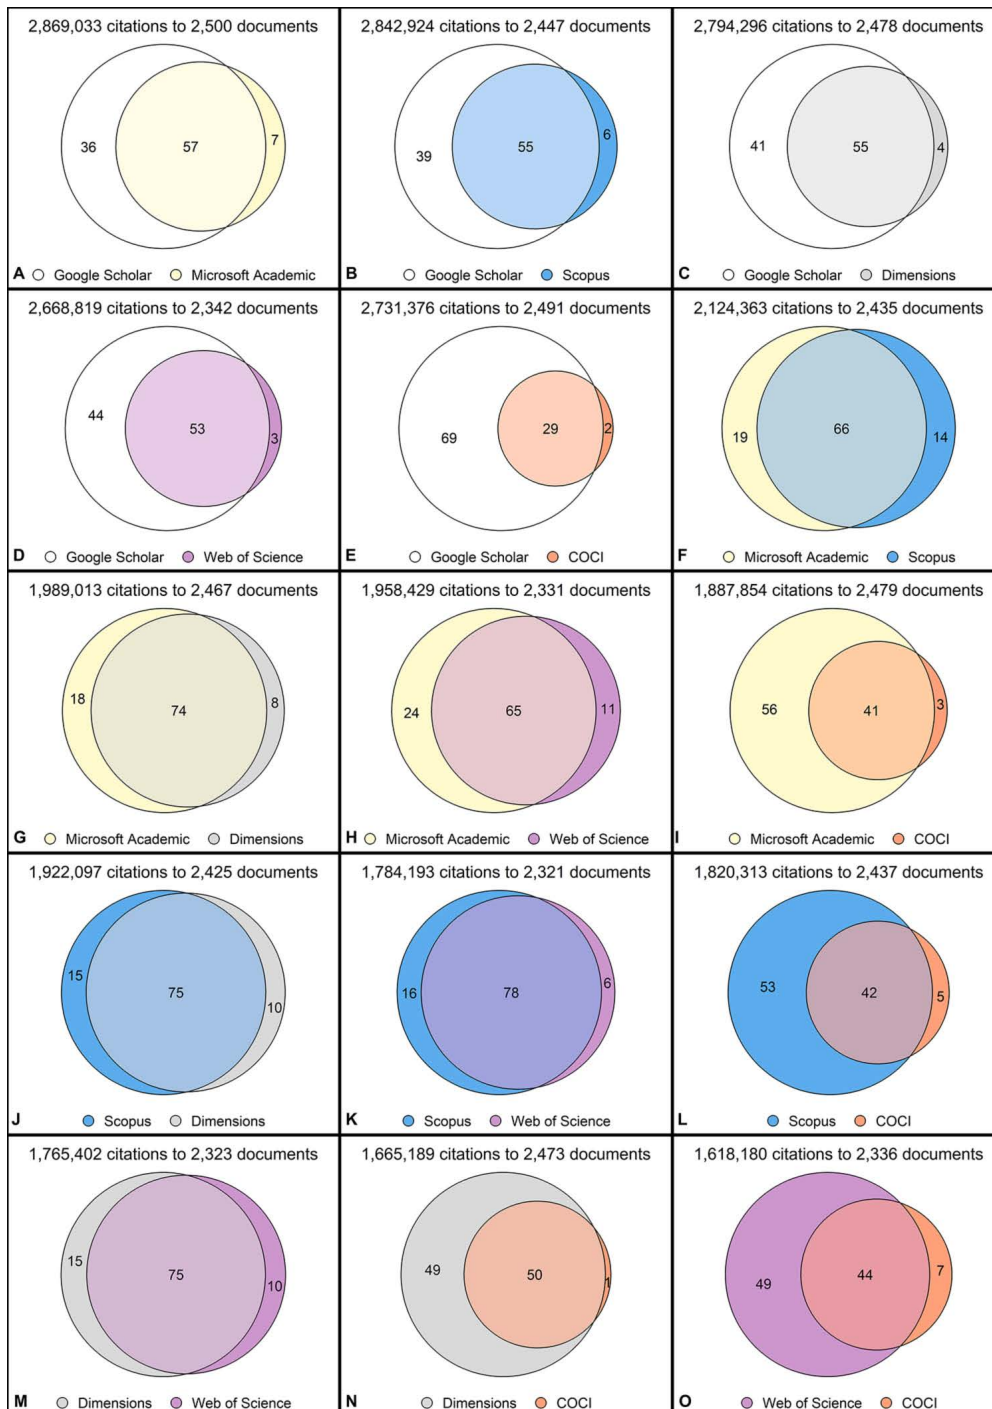 2,869,033 citations to 2,500 documents
36 57 7
A Google Scholar Microsoft Academic
2,842,924 citations to 2,447 documents
39 55 6
B Google Scholar Scopus
2,794,296 citations to 2,478 documents
41 55 4
C Google Scholar Dimensions
2,668,819 citations to 2,342 documents
44 53 3
D Google Scholar Web of Science
2,731,376 citations to 2,491 documents
69 29 2
E Google Scholar COCI
2,124,363 citations to 2,435 documents
19 66 14
F Microsoft Academic Scopus
1,989,013 citations to 2,467 documents
18 74 8
G Microsoft Academic Dimensions
1,958,429 citations to 2,331 documents
24 65 11
H Microsoft Academic Web of Science
1,887,854 citations to 2,479 documents
56 41 3
I Microsoft Academic COCI
1,922,097 citations to 2,425 documents
15 75 10
J Scopus Dimensions
1,784,193 citations to 2,321 documents
16 78 6
K Scopus Web of Science
1,820,313 citations to 2,437 documents
53 42 5
L Scopus COCI
1,765,402 citations to 2,323 documents
15 75 10
M Dimensions Web of Science
1,665,189 citations to 2,473 documents
49 50 1
N Dimensions COCI
1,618,180 citations to 2,336 documents
49 44 7
O Web of Science COCI